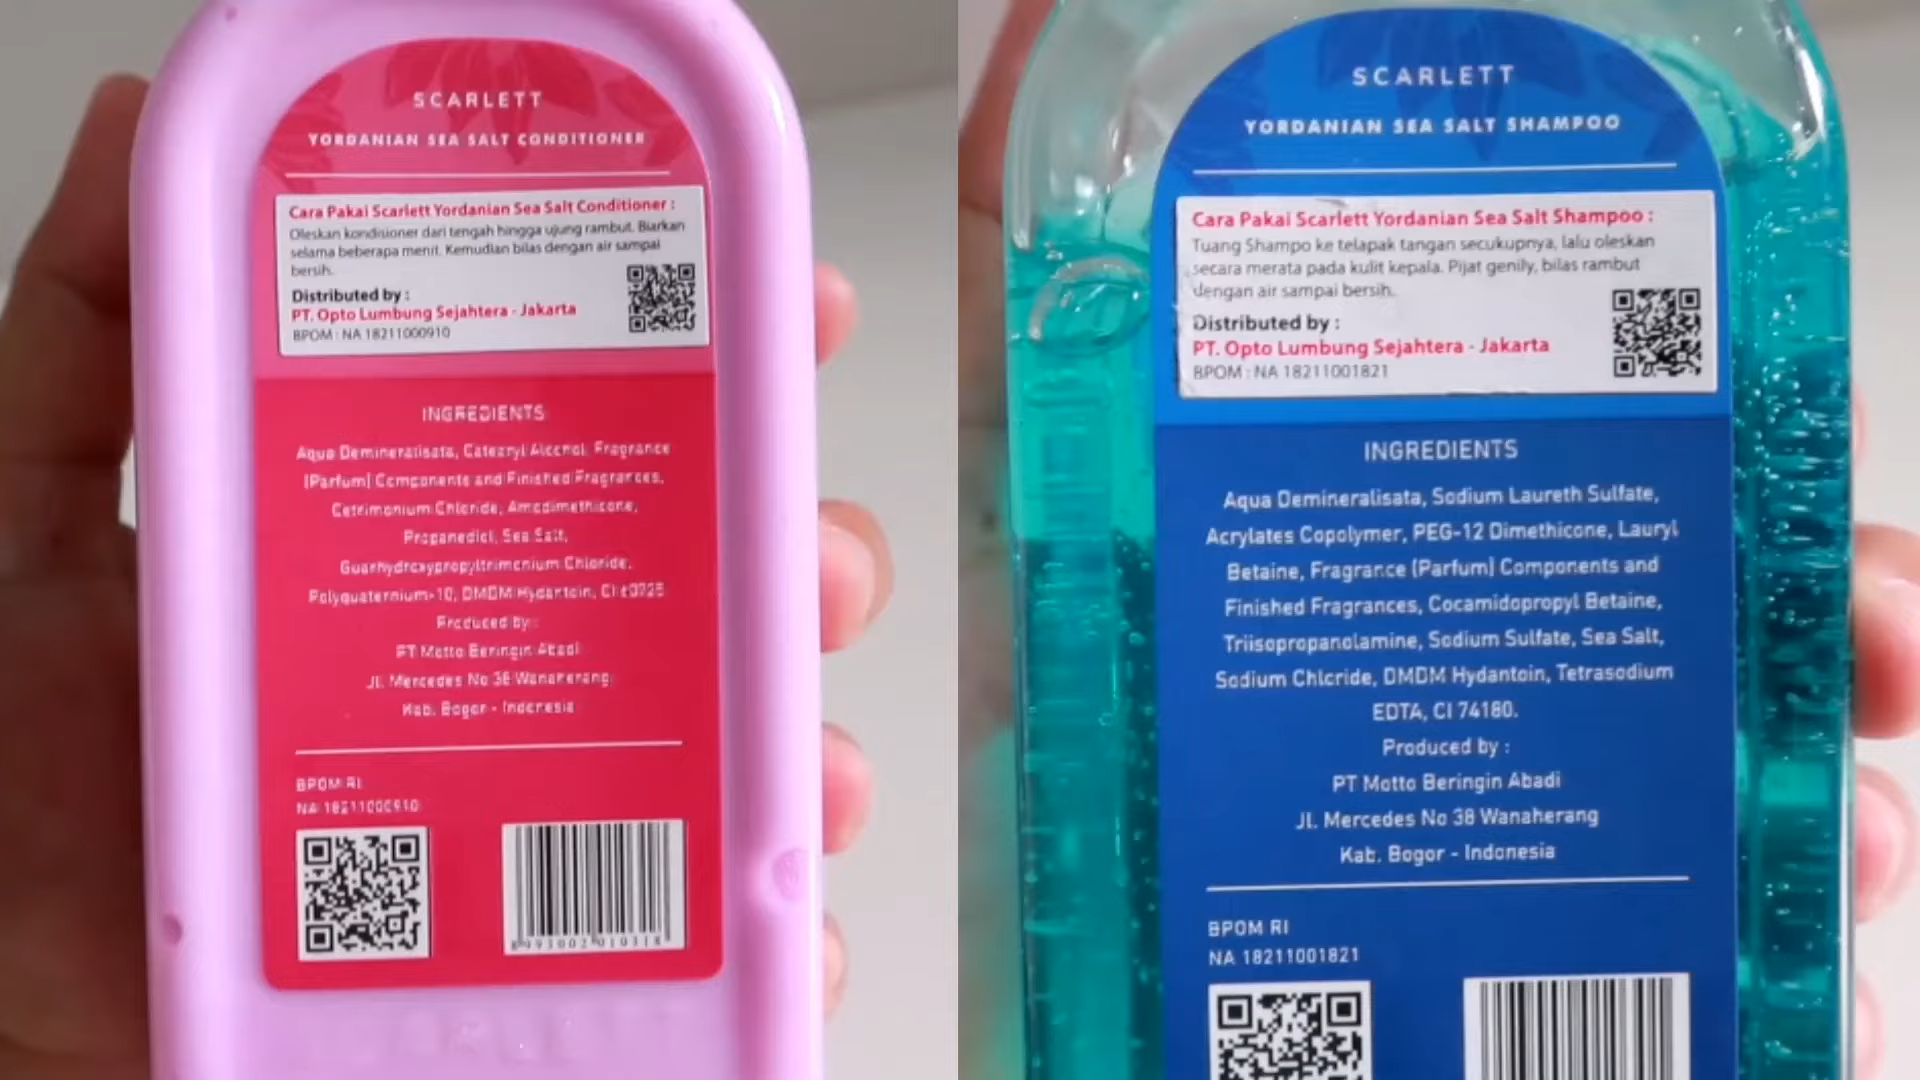 SCARLETT
YORDANIAN SEA SALT CONDITIONER
Cara Pakai Scarlett Yordanian Sea Salt Conditioner :
Oleskan kondisioner dari tengah hingga ujung rambut. Biarkan
selama beberapa menit. Kemudian bilas dengan air sampai
bersih.
Distributed by :
PT. Opto Lumbung Sejahtera - Jakarta
BPOM : NA 18211000910
INGREDIENTS
Aqua Demineralisata, Fragrance
(Parfum) Components and Finished Fragrances,
Cetrimonium Chloride, Amodimethicone,
Propanediol, Sea Salt,
Guarhydroxypropyltrimonium Chloride,
Polyquaternium-10, DMDM Hydantoin, CI
Produced by:
PT Motto Beringin Abadi
Jl. Mercedes No 38 Wanaherang
Kab. Bogor - Indonesia
BPOM RI
NA 18211000910
8993002010318
SCARLETT
YORDANIAN SEA SALT SHAMPOO
Cara Pakai Scarlett Yordanian Sea Salt Shampoo :
Tuang Shampo ke telapak tangan secukupnya, lalu oleskan
secara merata pada kulit kepala. Pijat genily, bilas rambut
dengan air sampai bersih.
Distributed by :
PT. Opto Lumbung Sejahtera - Jakarta
BPOM : NA 18211001821
INGREDIENTS
Aqua Demineralisata, Sodium Laureth Sulfate,
Acrylates Copolymer, PEG-12 Dimethicone, Lauryl
Betaine, Fragrance (Parfum) Components and
Finished Fragrances, Cocamidopropyl Betaine,
Triisopropanolamine, Sodium Sulfate, Sea Salt,
Sodium Chloride, DMDM Hydantoin, Tetrasodium
EDTA, CI 74180.
Produced by :
PT Motto Beringin Abadi
Jl. Mercedes No 38 Wanaherang
Kab. Bogor - Indonesia
BPOM RI
NA 18211001821